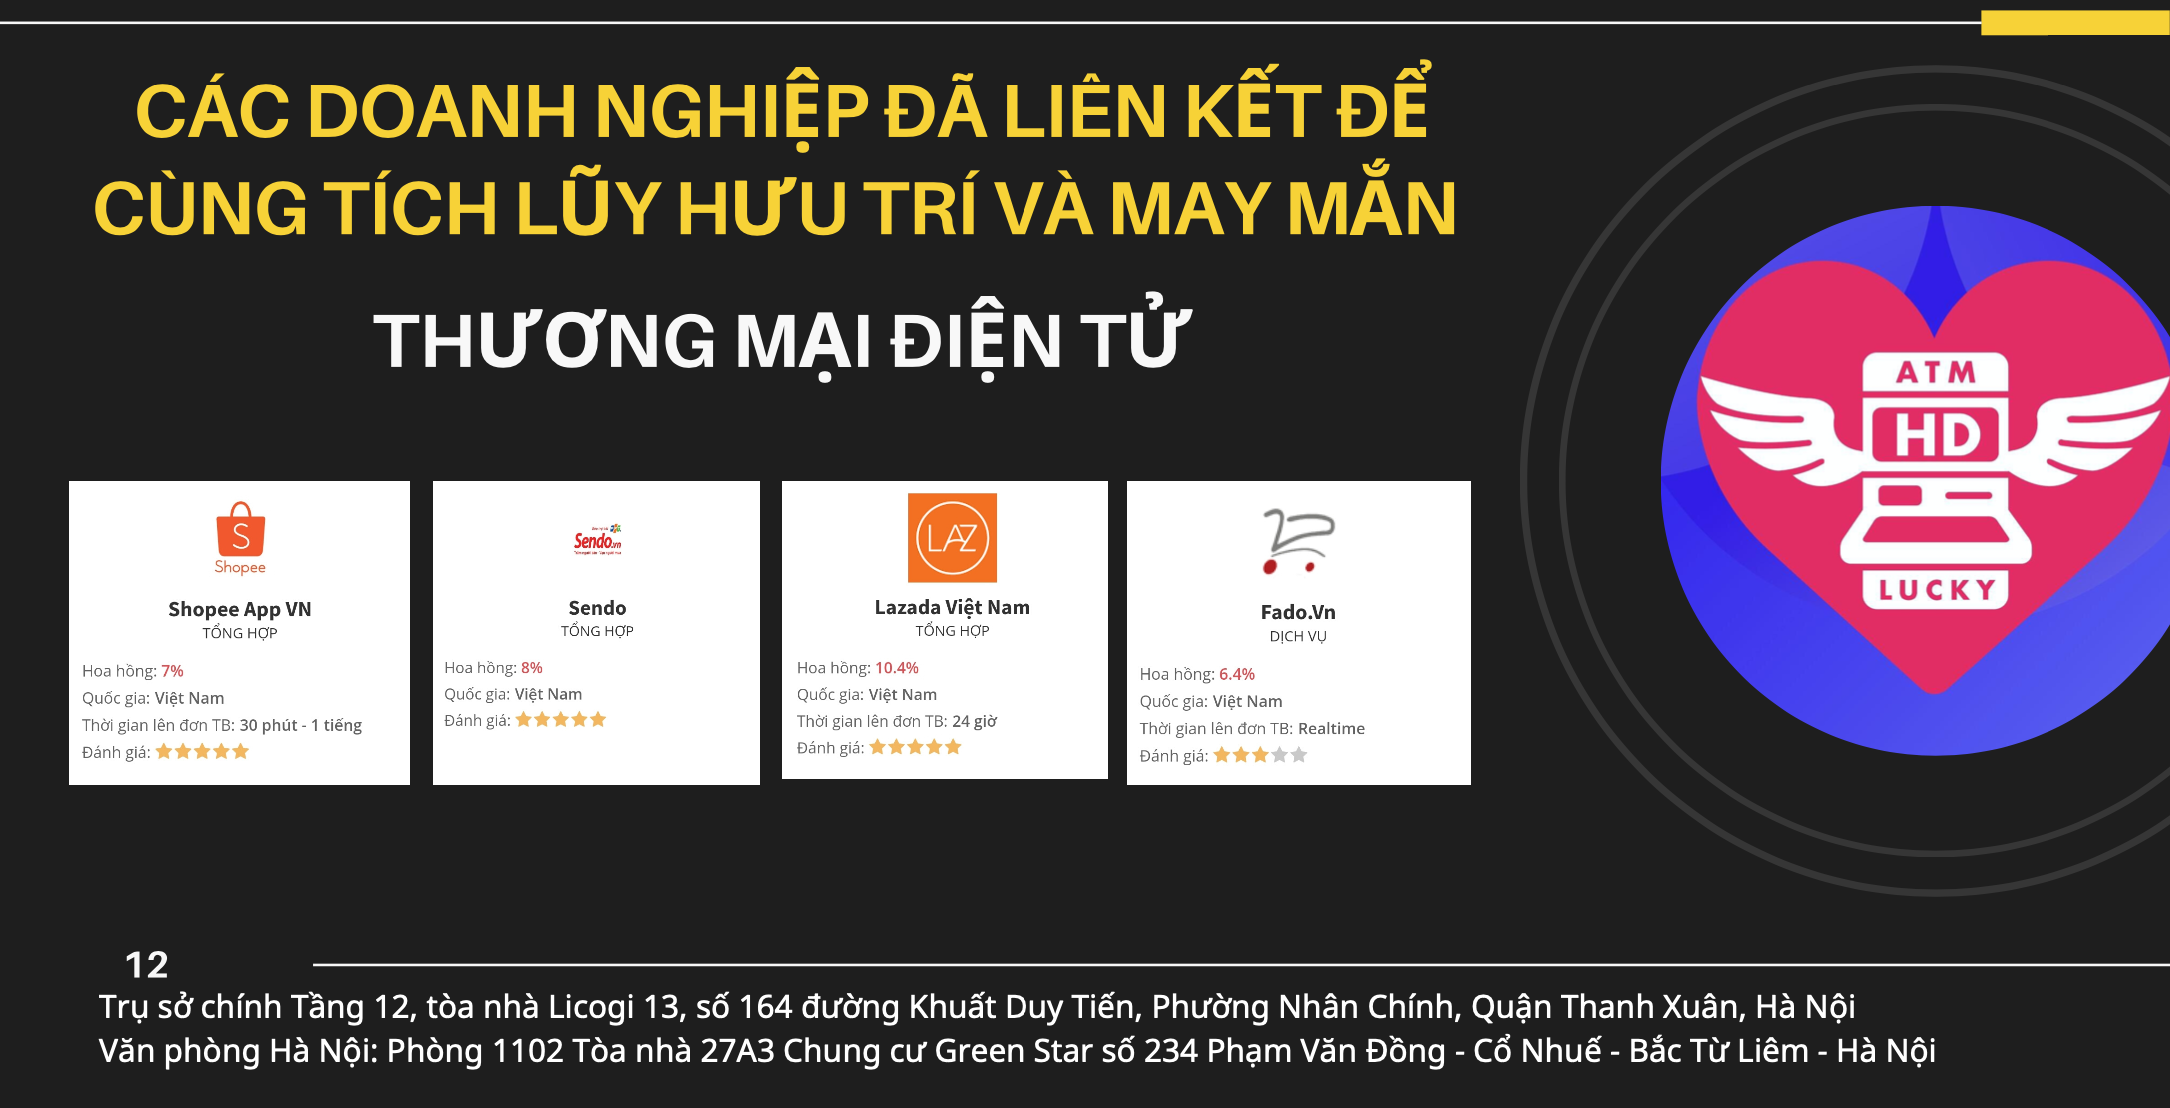 CÁC DOANH NGHIỆP ĐÃ LIÊN KẾT ĐỂ
CÙNG TÍCH LŨY HƯU TRÍ VÀ MAY MẮN
THƯƠNG MẠI ĐIỆN TỬ
Shopee
Shopee App VN
TỔNG HỢP
Hoa hồng: 7%
Quốc gia: Việt Nam
Thời gian lên đơn TB: 30 phút - 1 tiếng
Đánh giá:
Sendo.vn
Sendo
TỔNG HỢP
Hoa hồng: 8%
Quốc gia: Việt Nam
Đánh giá:
LAZ
Lazada Việt Nam
TỔNG HỢP
Hoa hồng: 10.4%
Quốc gia: Việt Nam
Thời gian lên đơn TB: 24 giờ
Đánh giá:
Fado.Vn
DỊCH VỤ
Hoa hồng: 6.4%
Quốc gia: Việt Nam
Thời gian lên đơn TB: Realtime
Đánh giá:
ATM
HD
LUCKY
12
Trụ sở chính Tầng 12, tòa nhà Licogi 13, số 164 đường Khuất Duy Tiến, Phường Nhân Chính, Quận Thanh Xuân, Hà Nội
Văn phòng Hà Nội: Phòng 1102 Tòa nhà 27A3 Chung cư Green Star số 234 Phạm Văn Đồng - Cổ Nhuế - Bắc Từ Liêm - Hà Nội